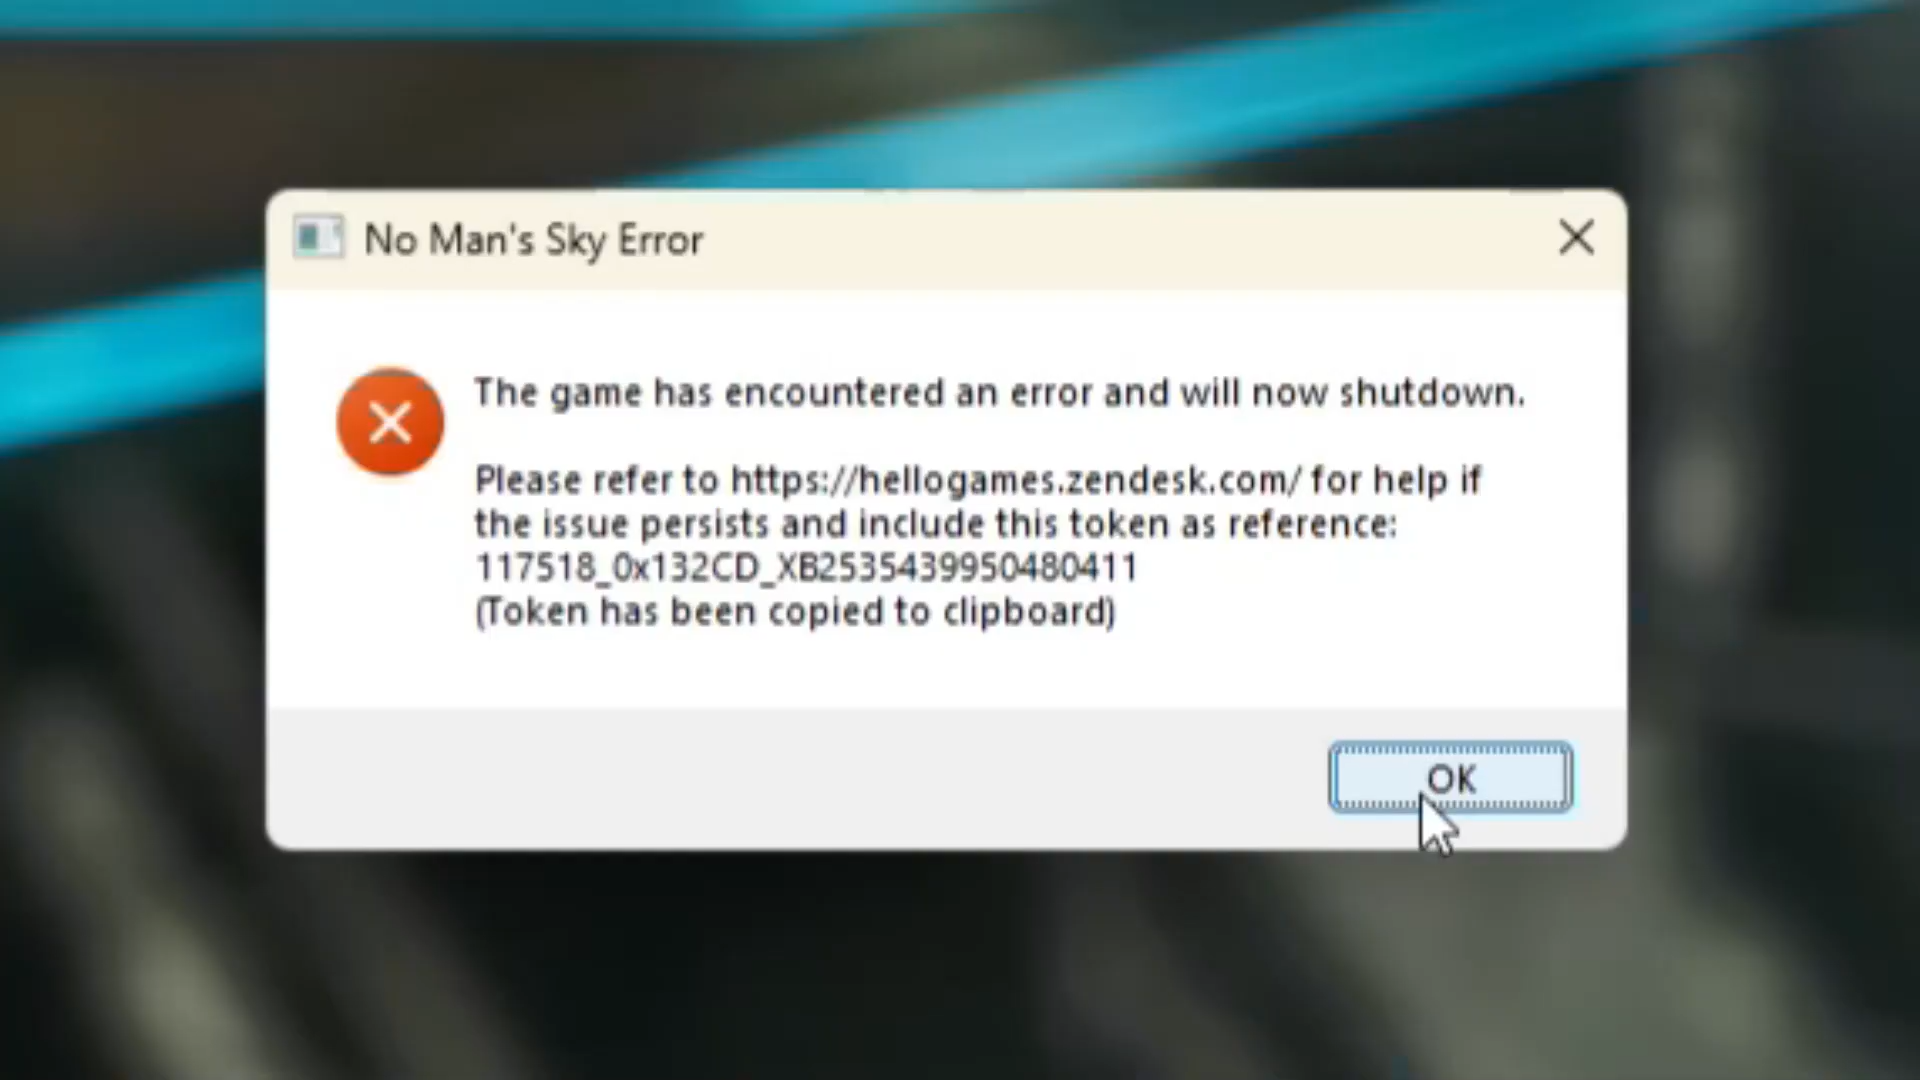 No Man's Sky Error
The game has encountered an error and will now shutdown.
Please refer to https://hellogames.zendesk.com/ for help if
the issue persists and include this token as reference:
117518_0x132CD_XB2535439950480411
(Token has been copied to clipboard)
OK